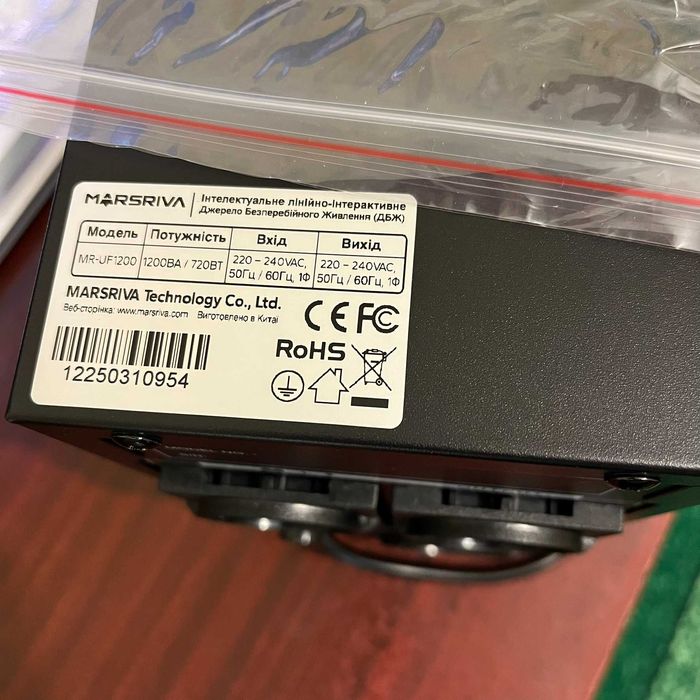 MARSRIVA
Інтелектуальне лінійно-інтерактивне
Джерело Безперебійного Живлення (ДБЖ)
Модель Потужність Вхід Вихід
MR-UF1200 1200ВА / 720ВТ 220 – 240VAC, 220 – 240VAC,
50Гц / 60Гц, 1Ф 50Гц / 60Гц, 1Ф
MARSRIVA Technology Co., Ltd.
Веб-сторінка: www.marsriva.com Виготовлено в Китаї
CE FC
RoHS
12250310954